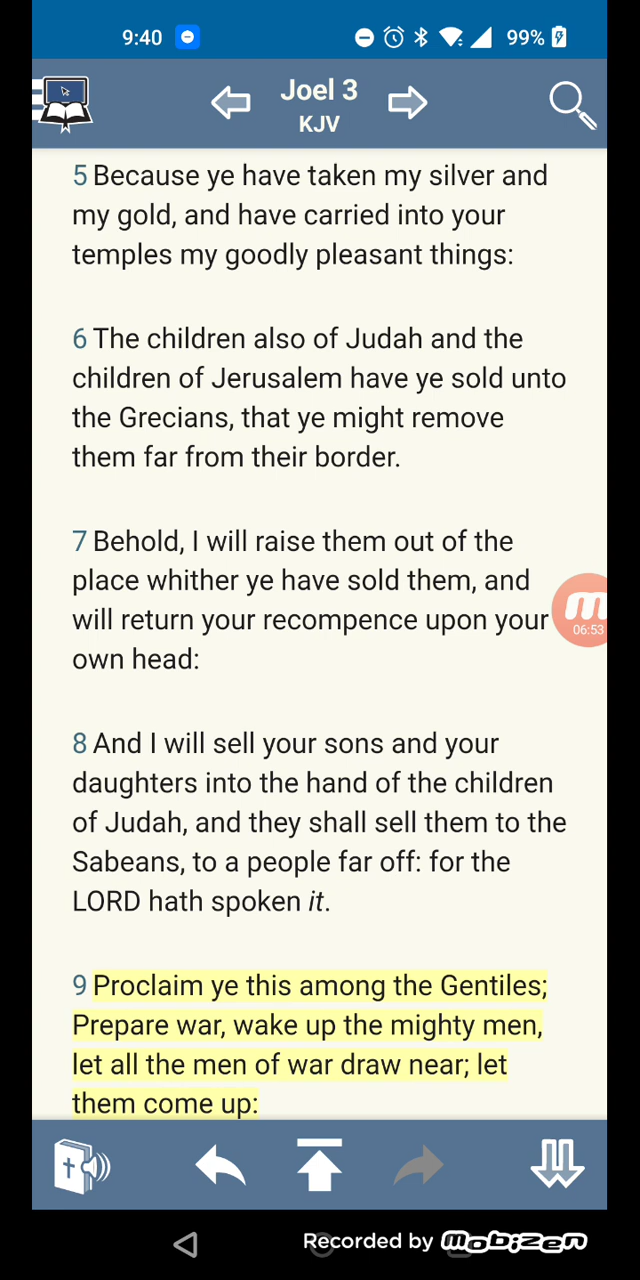 9:40
99%
Joel 3
KJV
5 Because ye have taken my silver and
my gold, and have carried into your
temples my goodly pleasant things:
6 The children also of Judah and the
children of Jerusalem have ye sold unto
the Grecians, that ye might remove
them far from their border.
7 Behold, I will raise them out of the
place whither ye have sold them, and
will return your recompence upon your
own head:
m
06:53
8 And I will sell your sons and your
daughters into the hand of the children
of Judah, and they shall sell them to the
Sabeans, to a people far off: for the
LORD hath spoken it.
9 Proclaim ye this among the Gentiles;
Prepare war, wake up the mighty men,
let all the men of war draw near; let
them come up:
Recorded by mobizen